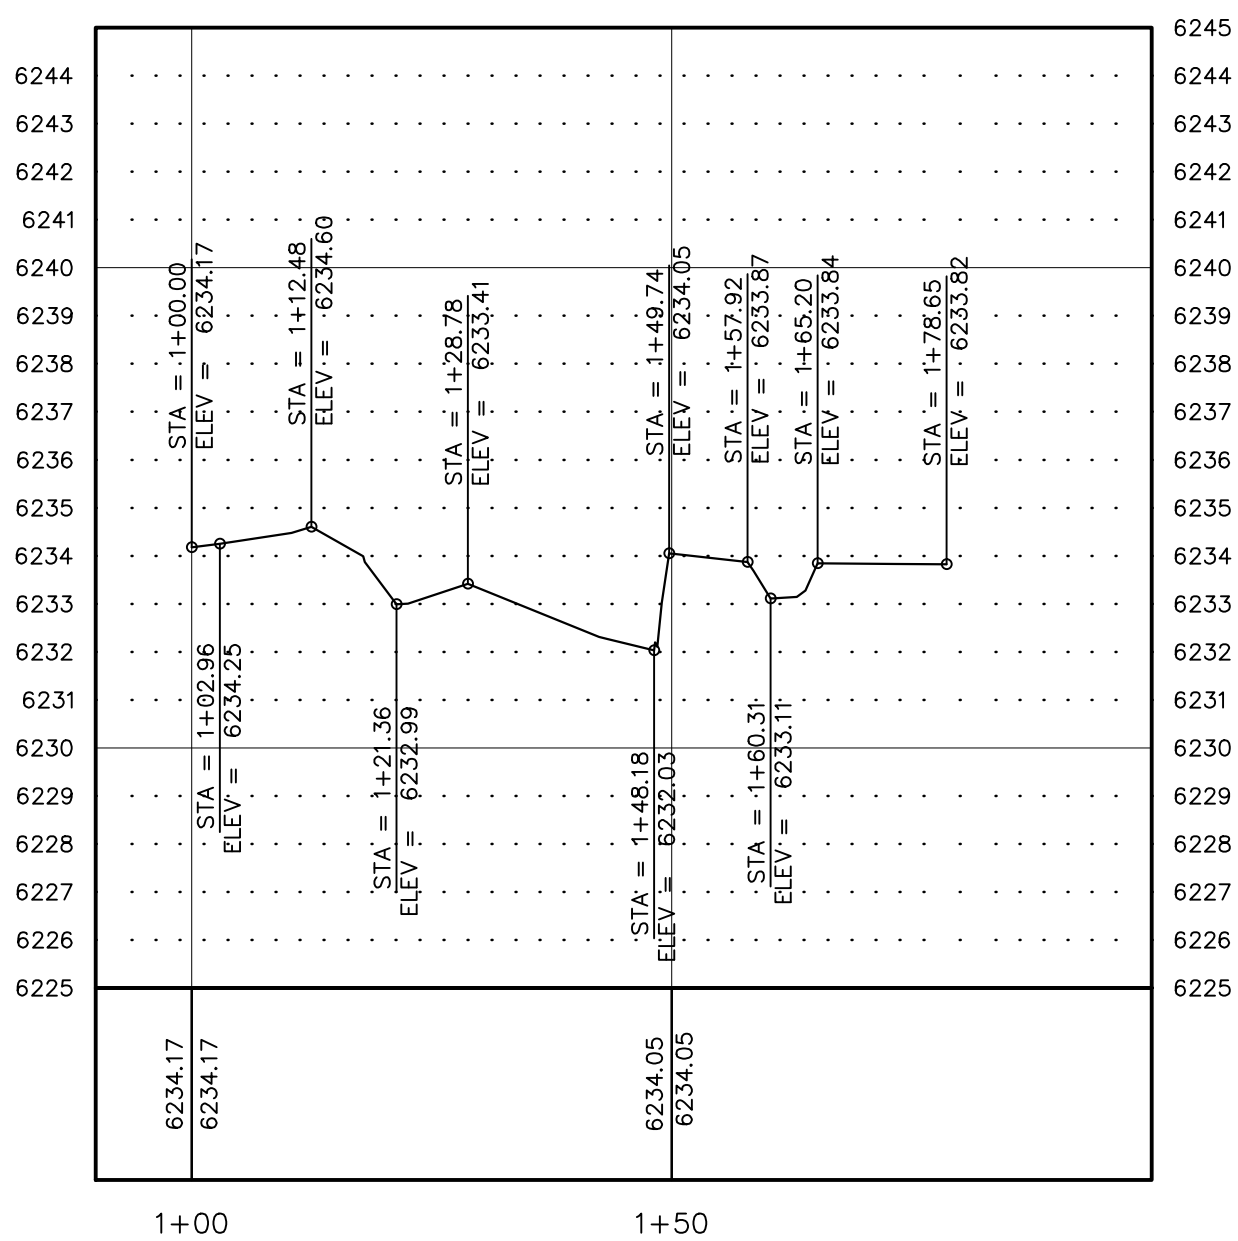 6245
6244 6244
6243 6243
6242 6242
6241 6241
6240 6240
6239 6239
6238 6238
6237 6237
6236 6236
6235 6235
6234 6234
6233 6233
6232 6232
6231 6231
6230 6230
6229 6229
6228 6228
6227 6227
6226 6226
6225 6225
STA = 1+00.00
ELEV = 6234.17
STA = 1+02.96
ELEV = 6234.25
STA = 1+12.48
ELEV = 6234.60
STA = 1+21.36
ELEV = 6232.99
STA = 1+28.78
ELEV = 6233.41
STA = 1+48.18
ELEV = 6232.03
STA = 1+49.74
ELEV = 6234.05
STA = 1+57.92
ELEV = 6233.87
STA = 1+60.31
ELEV = 6233.11
STA = 1+65.20
ELEV = 6233.84
STA = 1+78.65
ELEV = 6233.82
6234.17
6234.17
6234.05
6234.05
1+00 1+50